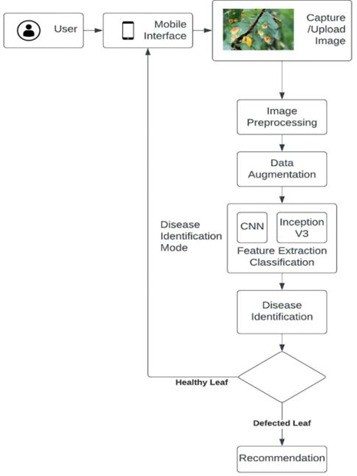 User
Mobile
Interface
Capture
/Upload
Image
Image
Preprocessing
Data
Augmentation
CNN
Inception
V3
Feature Extraction
Classification
Disease
Identification
Mode
Disease
Identification
Healthy Leaf
Defected Leaf
Recommendation